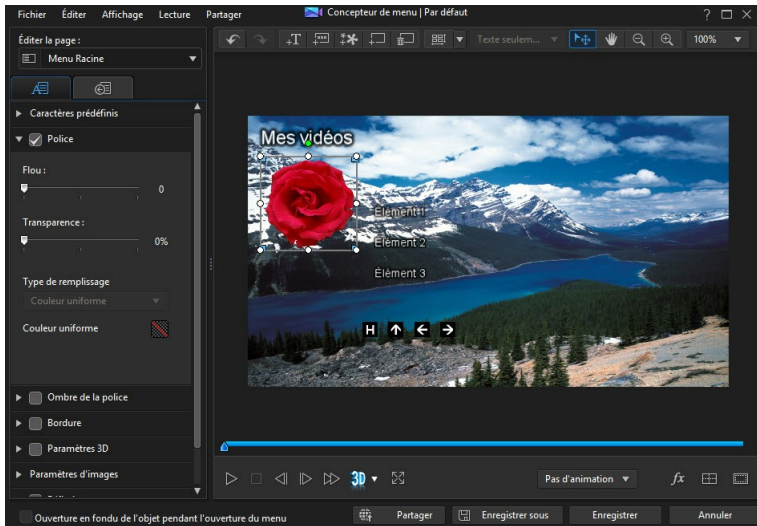 Fichier Éditer Affichage Lecture Partager
Concepteur de menu | Par défaut
Éditer la page :
Menu Racine
Texte seulem...
100%
Caractères prédéfinis
Police
Flou :
0
Transparence :
0%
Type de remplissage
Couleur uniforme
Couleur uniforme
Ombre de la police
Bordure
Paramètres 3D
Paramètres d'images
Mes vidéos
Élément 1
Élément 2
Élément 3
H
3D
Pas d'animation
fx
Ouverture en fondu de l'objet pendant l'ouverture du menu
Partager
Enregistrer sous
Enregistrer
Annuler